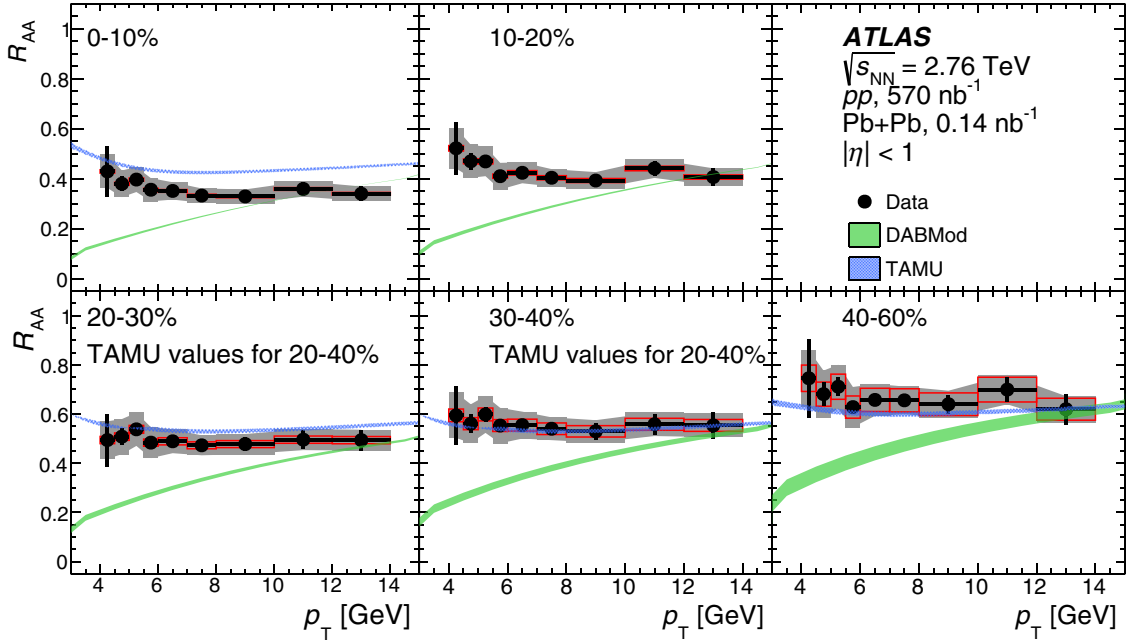 R_AA
1
0.8
0.6
0.4
0.2
0
0-10%
10-20%
ATLAS
√s_NN = 2.76 TeV
pp, 570 nb⁻¹
Pb+Pb, 0.14 nb⁻¹
|η| < 1
Data
DABMod
TAMU
R_AA
1
0.8
0.6
0.4
0.2
0
20-30%
TAMU values for 20-40%
30-40%
TAMU values for 20-40%
40-60%
4 6 8 10 12 14
4 6 8 10 12 14
4 6 8 10 12 14
p_T [GeV]
p_T [GeV]
p_T [GeV]